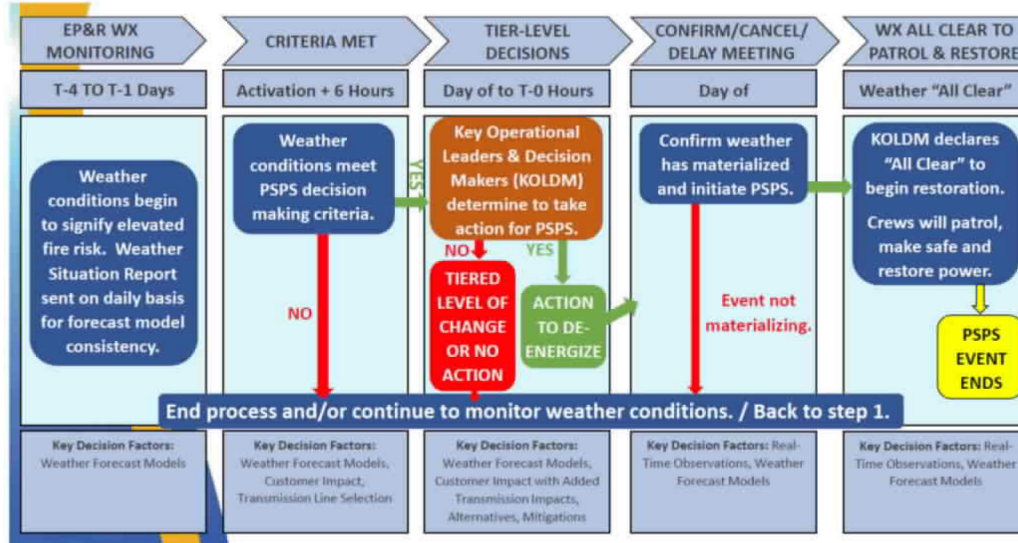 EP&R WX
MONITORING
CRITERIA MET
TIER-LEVEL
DECISIONS
CONFIRM/CANCEL/
DELAY MEETING
WX ALL CLEAR TO
PATROL & RESTORE
T-4 TO T-1 Days
Activation + 6 Hours
Day of to T-0 Hours
Day of
Weather “All Clear”
Weather
conditions begin
to signify elevated
fire risk. Weather
Situation Report
sent on daily basis
for forecast model
consistency.
Weather
conditions meet
PSPS decision
making criteria.
YES
NO
Key Operational
Leaders & Decision
Makers (KOLDM)
determine to take
action for PSPS.
NO
YES
TIERED
LEVEL OF
CHANGE
OR NO
ACTION
ACTION
TO DE-
ENERGIZE
Confirm weather
has materialized
and initiate PSPS.
Event not
materializing.
KOLDM declares
“All Clear” to
begin restoration.
Crews will patrol,
make safe and
restore power.
PSPS
EVENT
ENDS
End process and/or continue to monitor weather conditions. / Back to step 1.
Key Decision Factors:
Weather Forecast Models
Key Decision Factors:
Weather Forecast Models,
Customer Impact,
Transmission Line Selection
Key Decision Factors:
Weather Forecast Models,
Customer Impact with Added
Transmission Impacts,
Alternatives, Mitigations
Key Decision Factors: Real-
Time Observations, Weather
Forecast Models
Key Decision Factors: Real-
Time Observations, Weather
Forecast Models